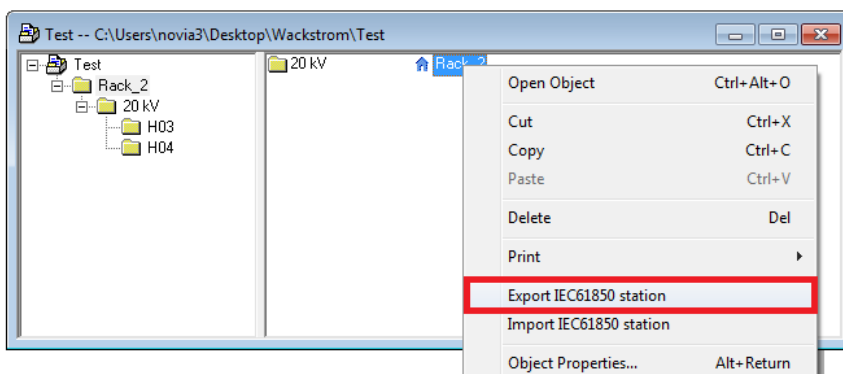 Test -- C:\Users\novia3\Desktop\Wackstrom\Test
Test
Rack_2
20 kV
H03
H04
20 kV
Rack_2
Open Object Ctrl+Alt+O
Cut Ctrl+X
Copy Ctrl+C
Paste Ctrl+V
Delete Del
Print
Export IEC61850 station
Import IEC61850 station
Object Properties... Alt+Return